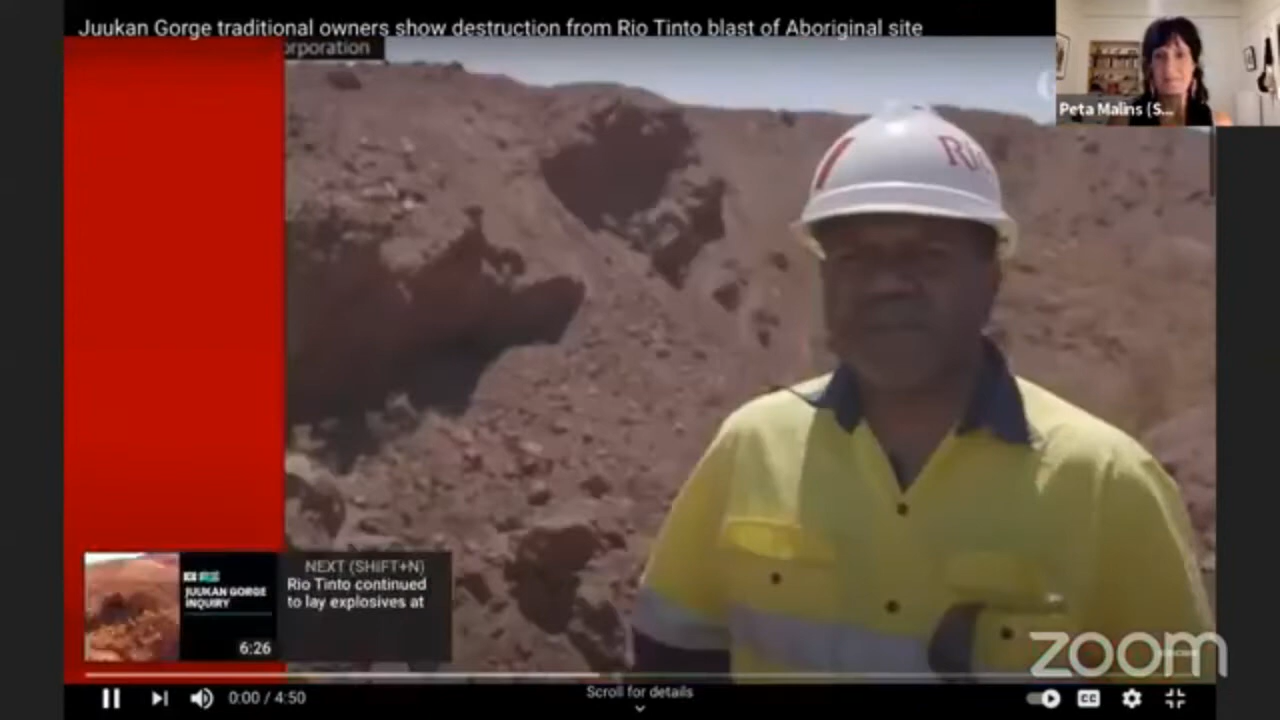 Juukan Gorge traditional owners show destruction from Rio Tinto blast of Aboriginal site
orporation
Peta Malins (S...
Ri
NEXT (SHIFT+N)
Rio Tinto continued
to lay explosives at
JUUKAN GORGE
INQUIRY
6:26
zoom
0:00 / 4:50
Scroll for details
CC